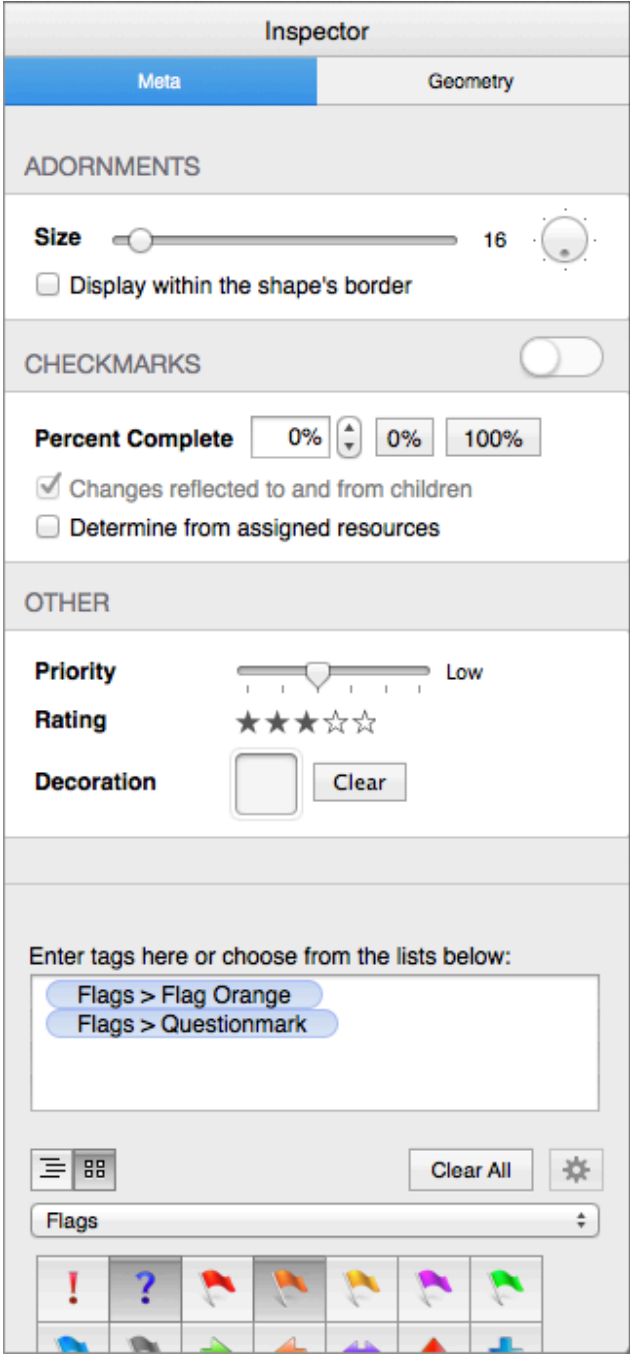 Inspector
Meta Geometry
ADORNMENTS
Size 16
Display within the shape's border
CHECKMARKS
Percent Complete 0% 0% 100%
Changes reflected to and from children
Determine from assigned resources
OTHER
Priority Low
Rating
Decoration Clear
Enter tags here or choose from the lists below:
Flags > Flag Orange
Flags > Questionmark
Clear All
Flags
! ?